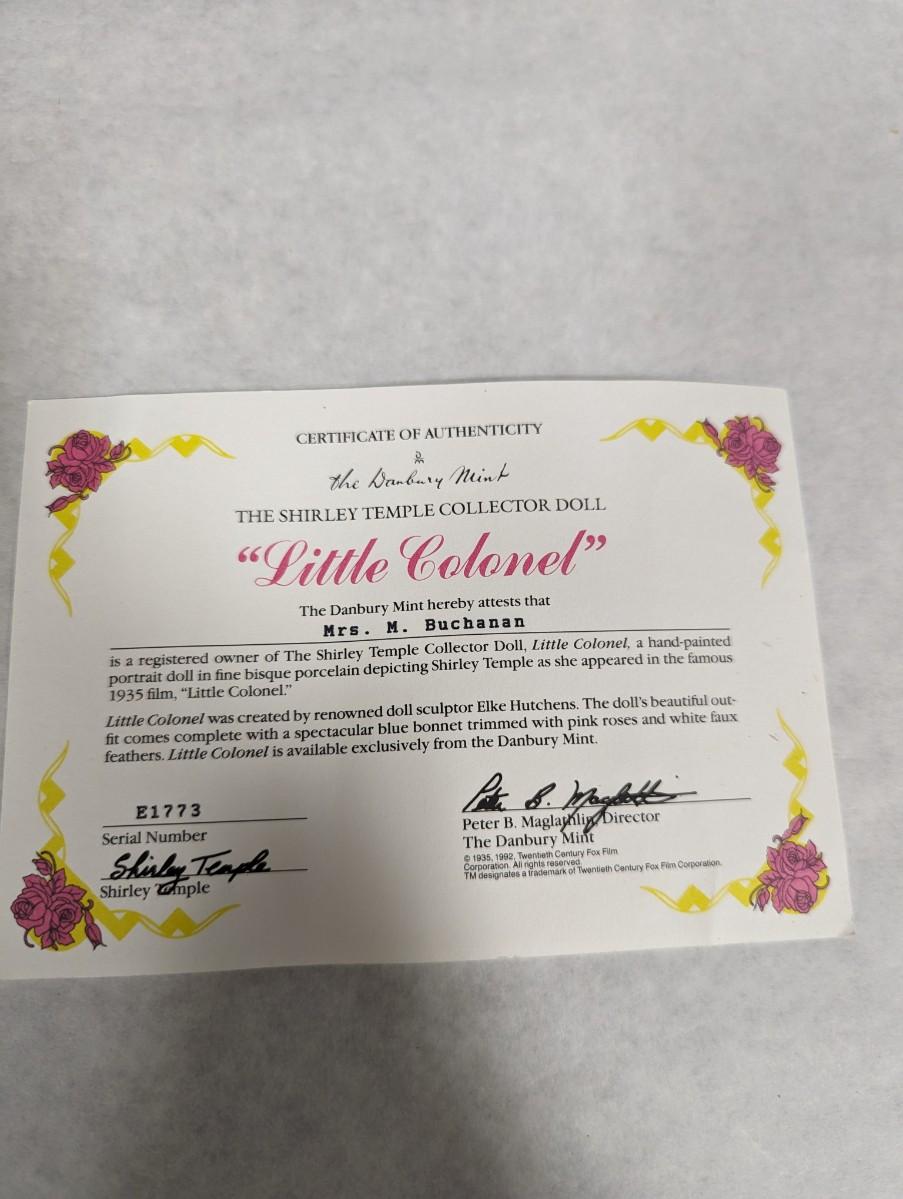 CERTIFICATE OF AUTHENTICITY
the Danbury Mint
THE SHIRLEY TEMPLE COLLECTOR DOLL
"Little Colonel"
The Danbury Mint hereby attests that
Mrs. M. Buchanan
is a registered owner of The Shirley Temple Collector Doll, Little Colonel, a hand-painted
portrait doll in fine bisque porcelain depicting Shirley Temple as she appeared in the famous
1935 film, "Little Colonel."
Little Colonel was created by renowned doll sculptor Elke Hutchens. The doll's beautiful out-
fit comes complete with a spectacular blue bonnet trimmed with pink roses and white faux
feathers. Little Colonel is available exclusively from the Danbury Mint.
E1773
Serial Number
Shirley Temple
Shirley Temple
Peter B. Maglathlin
Peter B. Maglathlin, Director
The Danbury Mint
© 1935, 1992, Twentieth Century Fox Film
Corporation. All rights reserved.
TM designates a trademark of Twentieth Century Fox Film Corporation.